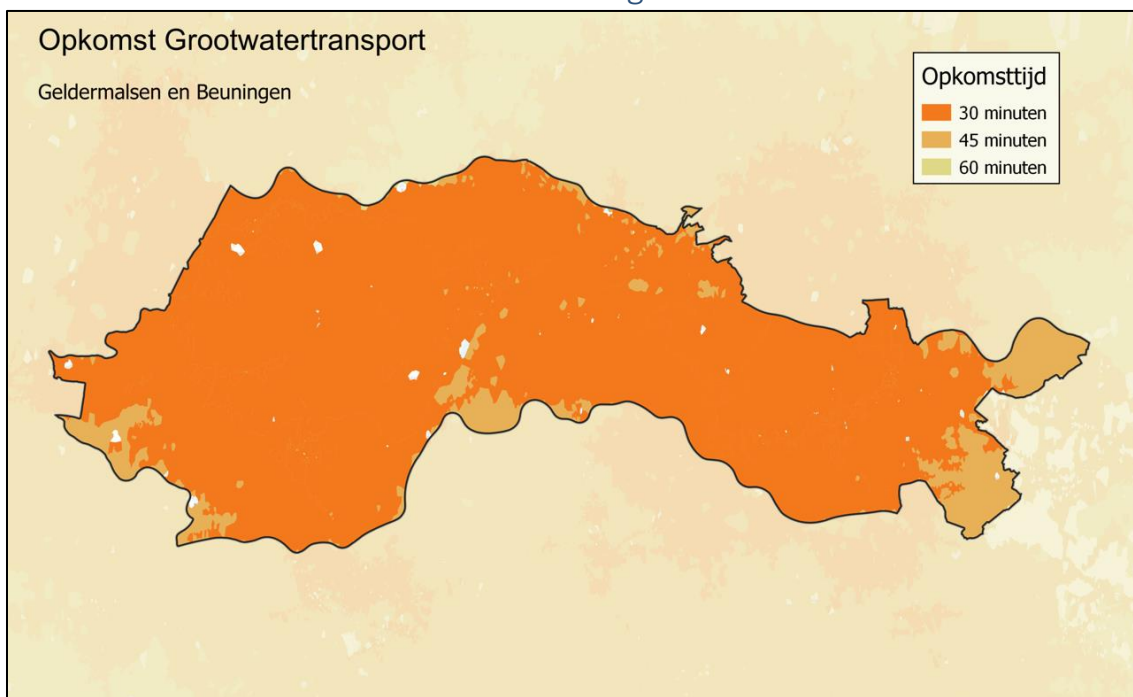 Opkomst Grootwatertransport
Geldermalsen en Beuningen
Opkomsttijd
30 minuten
45 minuten
60 minuten